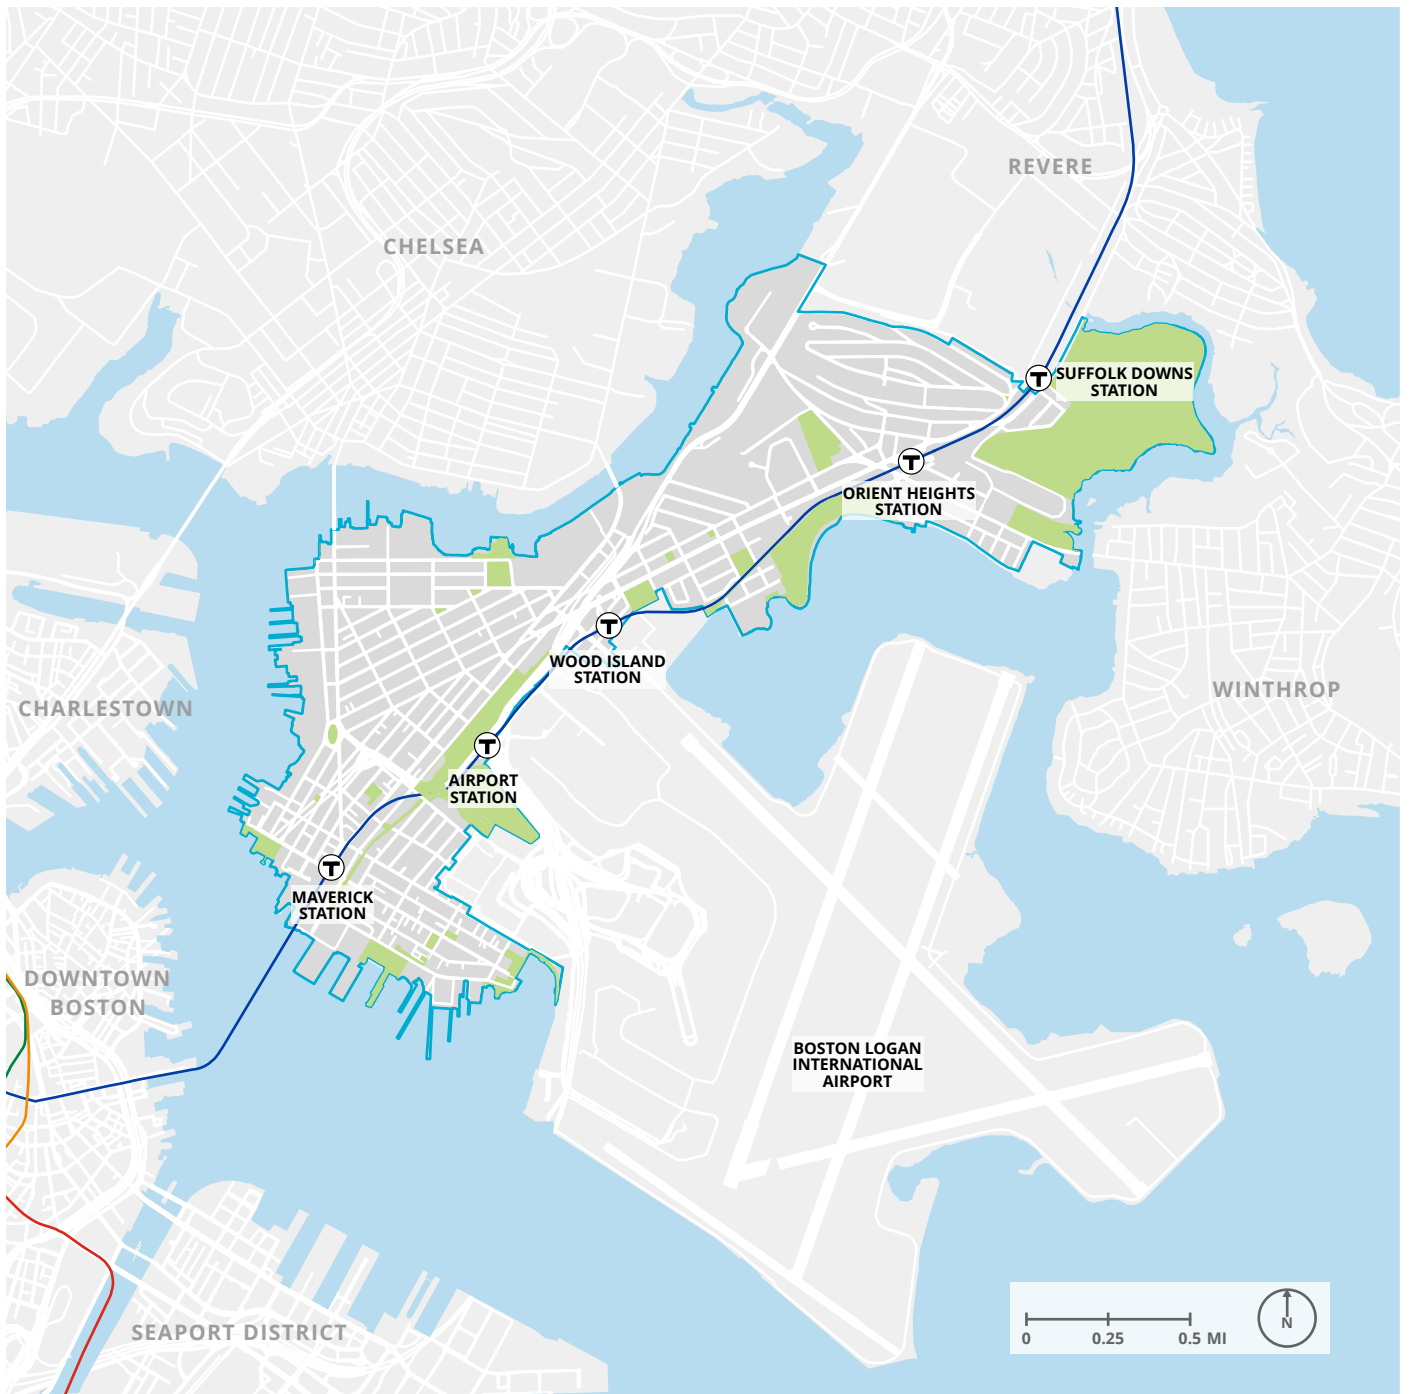 REVERE
CHELSEA
T
SUFFOLK DOWNS
STATION
T
ORIENT HEIGHTS
STATION
T
WOOD ISLAND
STATION
WINTHROP
CHARLESTOWN
T
AIRPORT
STATION
T
MAVERICK
STATION
DOWNTOWN
BOSTON
BOSTON LOGAN
INTERNATIONAL
AIRPORT
SEAPORT DISTRICT
0 0.25 0.5 MI
N